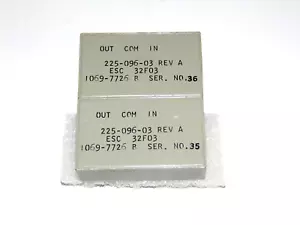 OUT COM IN
225-096-03 REV A
ESC 32F03
1069-7726 B SER. NO.36
OUT COM IN
225-096-03 REV A
ESC 32F03
1069-7726 B SER. NO.35